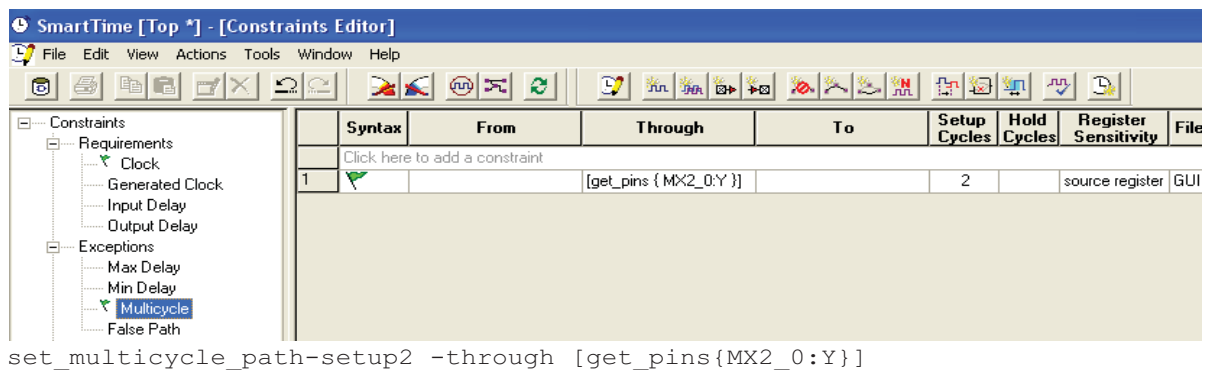 SmartTime [Top *] - [Constraints Editor]
File Edit View Actions Tools Window Help
Constraints
Requirements
Clock
Generated Clock
Input Delay
Output Delay
Exceptions
Max Delay
Min Delay
Multicycle
False Path
Syntax From Through To Setup Cycles Hold Cycles Register Sensitivity File
Click here to add a constraint
1 [get_pins { MX2_0:Y }] 2 source register GUI
set_multicycle_path-setup2 -through [get_pins{MX2_0:Y}]